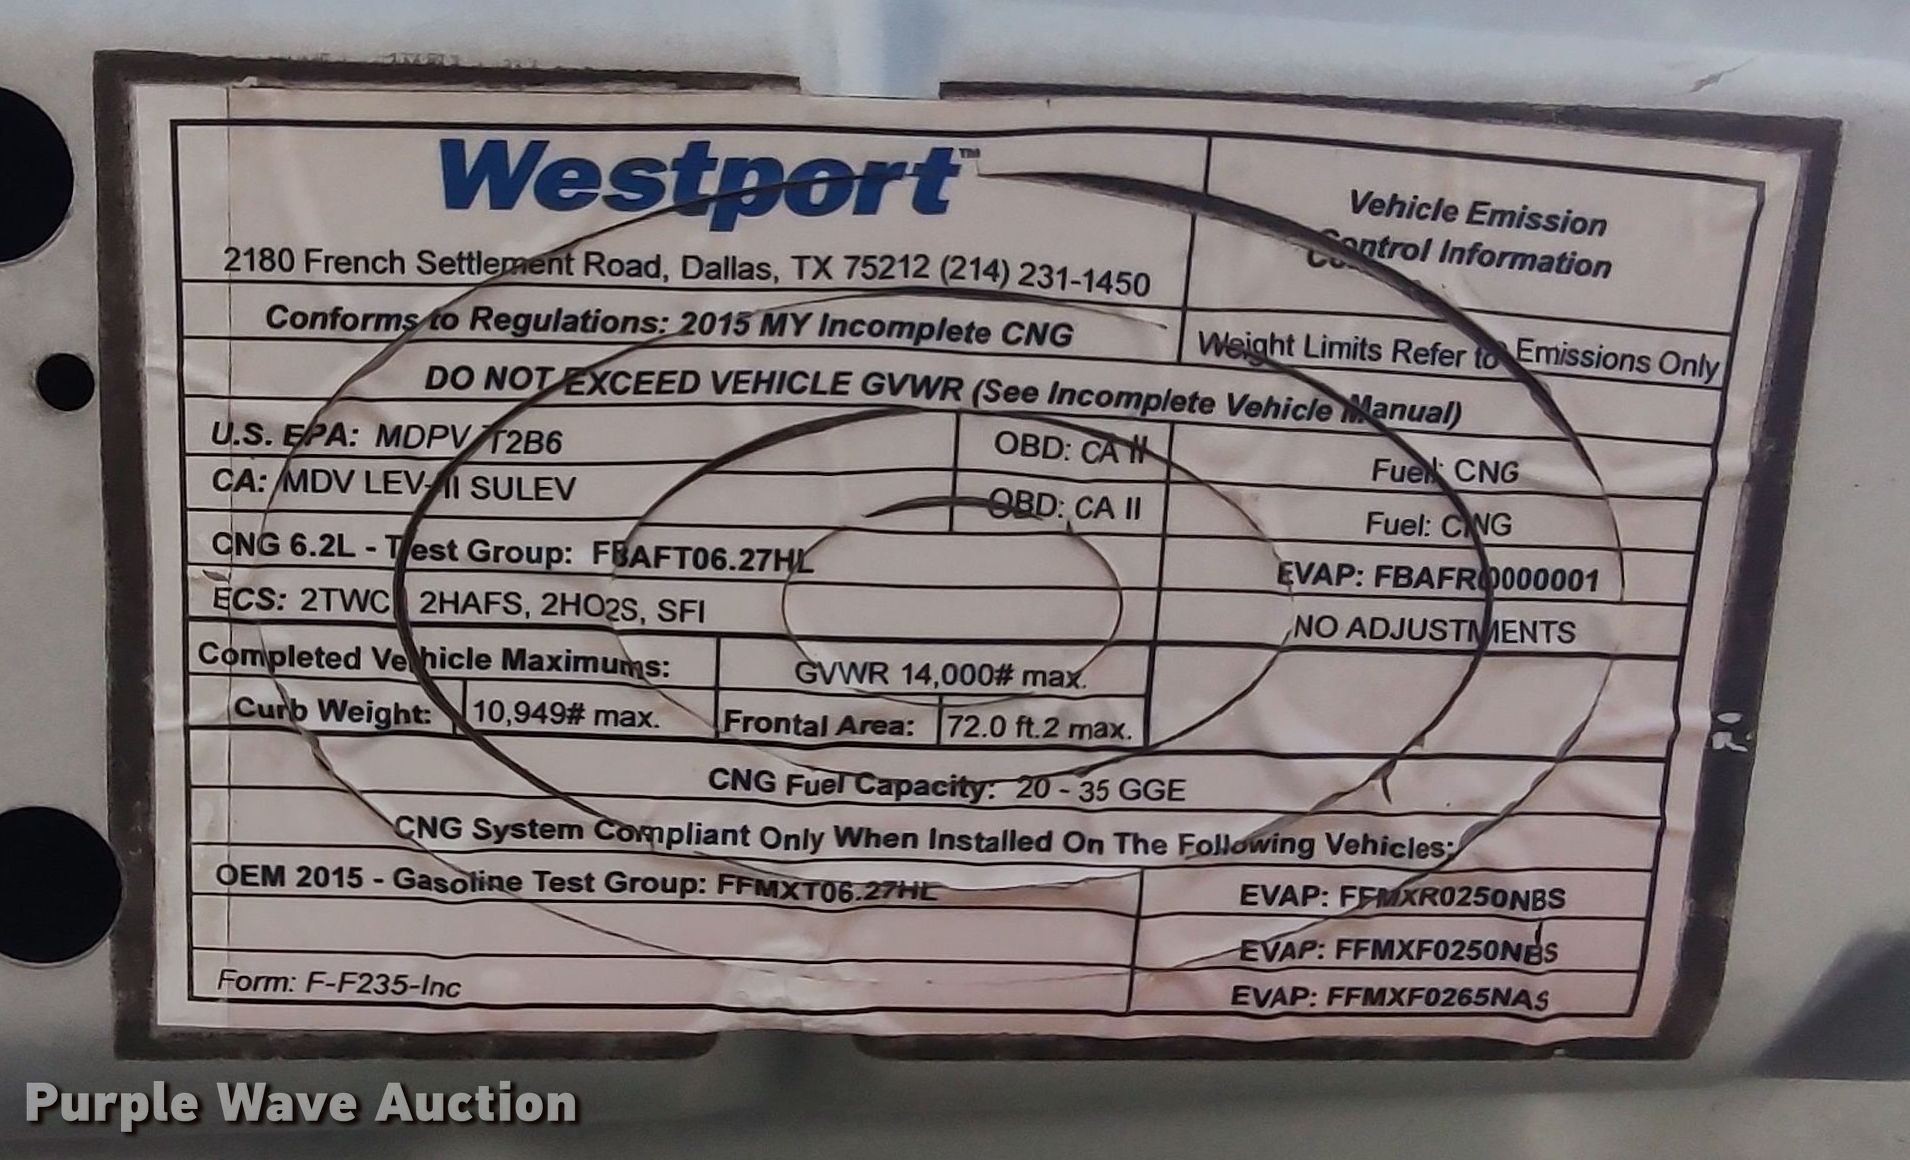 Westport™
2180 French Settlement Road, Dallas, TX 75212 (214) 231-1450
Vehicle Emission
Control Information
Conforms to Regulations: 2015 MY Incomplete CNG
Weight Limits Refer to Emissions Only
DO NOT EXCEED VEHICLE GVWR (See Incomplete Vehicle Manual)
U.S. EPA: MDPV T2B6 OBD: CA II Fuel: CNG
CA: MDV LEV-II SULEV OBD: CA II Fuel: CNG
CNG 6.2L - Test Group: FBAFT06.27HL EVAP: FBAFR0000001
ECS: 2TWC, 2HAFS, 2HO2S, SFI NO ADJUSTMENTS
Completed Vehicle Maximums: GVWR 14,000# max.
Curb Weight: 10,949# max. Frontal Area: 72.0 ft.2 max.
CNG Fuel Capacity: 20 - 35 GGE
CNG System Compliant Only When Installed On The Following Vehicles:
OEM 2015 - Gasoline Test Group: FFMXT06.27HL EVAP: FFMXR0250NBS
EVAP: FFMXF0250NBS
Form: F-F235-Inc EVAP: FFMXF0265NAS
Purple Wave Auction